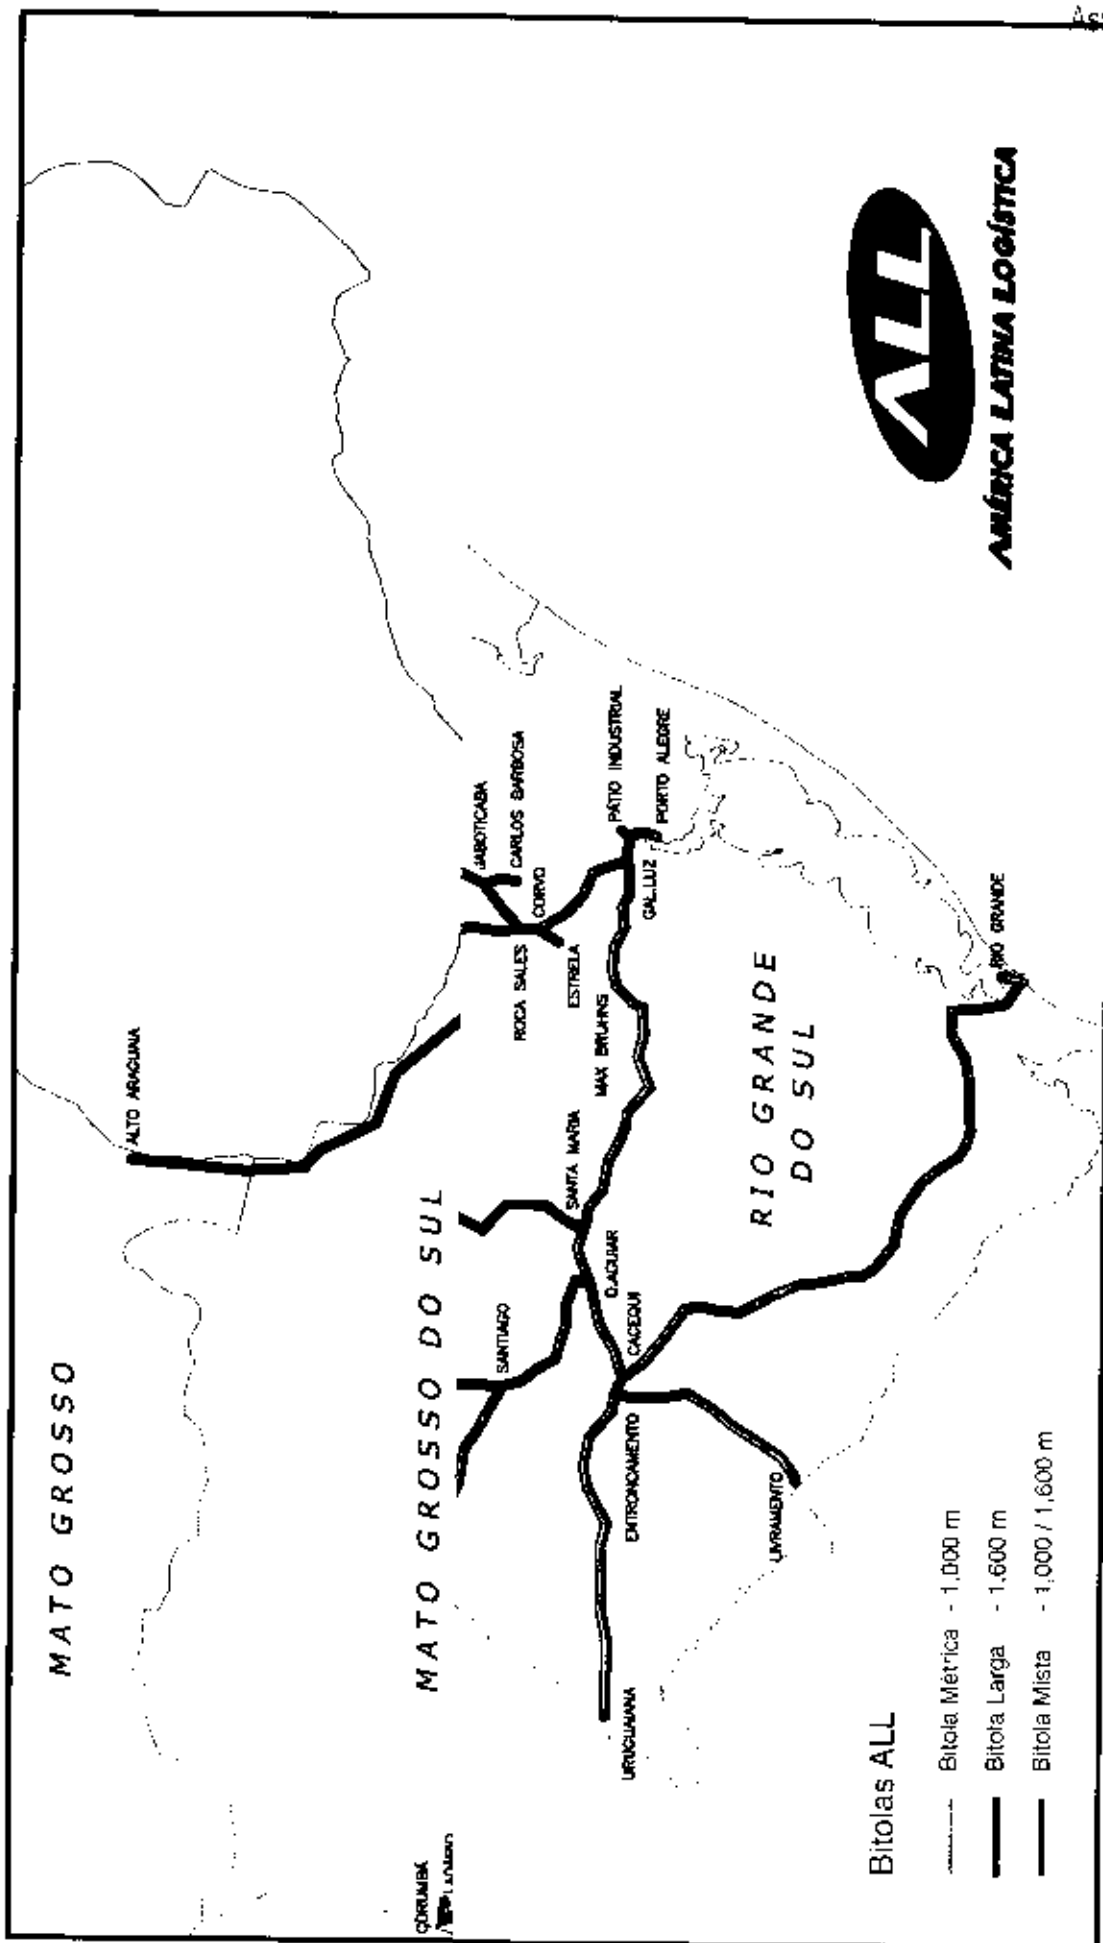 MATO GROSSO
ALTO ARAGUAIA
CORUMBÁ
MATO GROSSO DO SUL
SANTIAGO
JABOTICABA
CARLOS BARBOSA
CORVO
ROCA SALES
ESTRELA
SANTA MARIA
MAX BRUHNS
PÁTIO INDUSTRIAL
PORTO ALEGRE
GAL.LUZ
D.AGUIAR
CACEQUI
ENTRONCAMENTO
URUGUAIANA
LIVRAMENTO
RIO GRANDE
DO SUL
RIO GRANDE
ALL
AMÉRICA LATINA LOGÍSTICA
Bitolas ALL
Bitola Métrica - 1,000 m
Bitola Larga - 1,600 m
Bitola Mista - 1,000 / 1,600 m